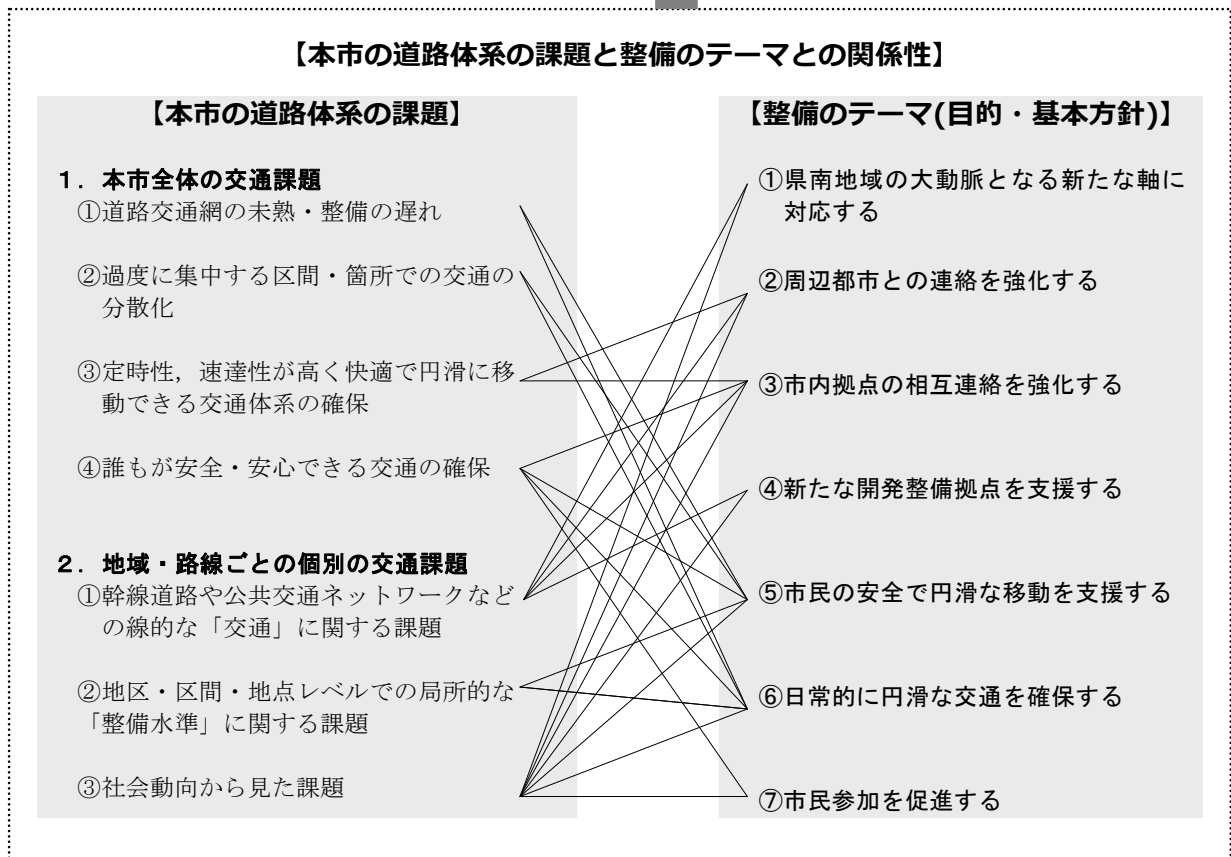 【本市の道路体系の課題と整備のテーマとの関係性】
【本市の道路体系の課題】
1．本市全体の交通課題
①道路交通網の未熟・整備の遅れ
②過度に集中する区間・箇所での交通の
分散化
③定時性，速達性が高く快適で円滑に移
動できる交通体系の確保
④誰もが安全・安心できる交通の確保
2．地域・路線ごとの個別の交通課題
①幹線道路や公共交通ネットワークなど
の線的な「交通」に関する課題
②地区・区間・地点レベルでの局所的な
「整備水準」に関する課題
③社会動向から見た課題
【整備のテーマ(目的・基本方針)】
①県南地域の大動脈となる新たな軸に
対応する
②周辺都市との連絡を強化する
③市内拠点の相互連絡を強化する
④新たな開発整備拠点を支援する
⑤市民の安全で円滑な移動を支援する
⑥日常的に円滑な交通を確保する
⑦市民参加を促進する